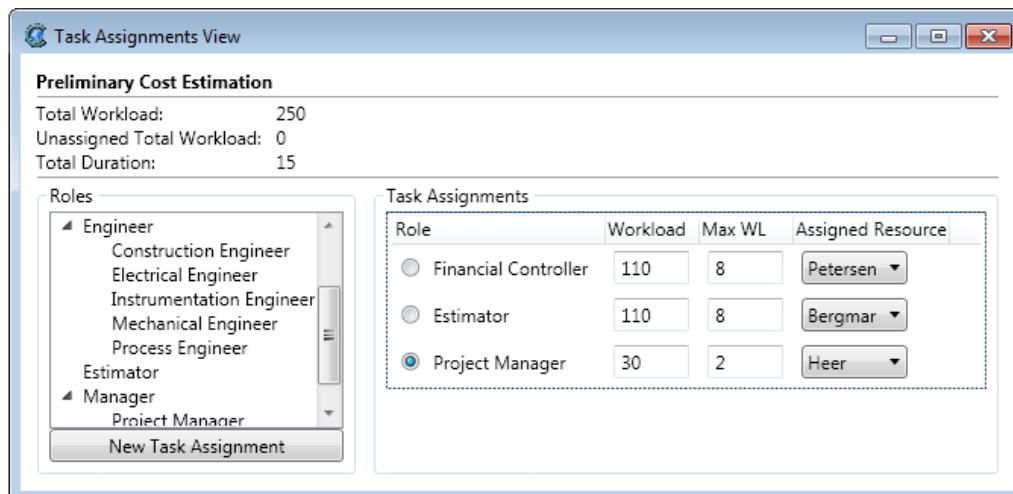 Task Assignments View
Preliminary Cost Estimation
Total Workload: 250
Unassigned Total Workload: 0
Total Duration: 15
Roles
Engineer
Construction Engineer
Electrical Engineer
Instrumentation Engineer
Mechanical Engineer
Process Engineer
Estimator
Manager
Project Manager
New Task Assignment
Task Assignments
Role Workload Max WL Assigned Resource
Financial Controller 110 8 Petersen
Estimator 110 8 Bergmar
Project Manager 30 2 Heer